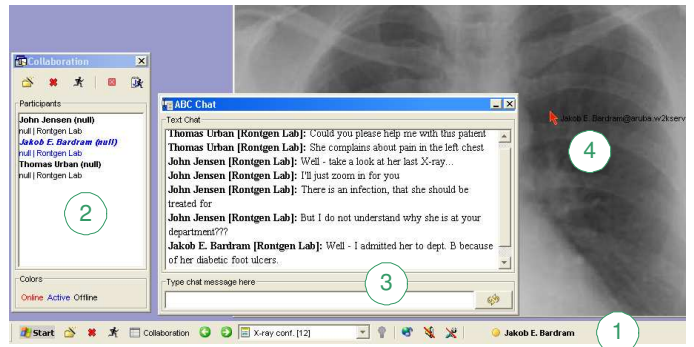 Collaboration
Participants
John Jensen (null)
null | Rontgen Lab
Jakob E. Bardram (null)
null | Rontgen Lab
Thomas Urban (null)
null | Rontgen Lab
2
Colors
Online Active Offline
ABC Chat
Text Chat
Thomas Urban [Rontgen Lab]: Could you please help me with this patient
Thomas Urban [Rontgen Lab]: She complains about pain in the left chest
John Jensen [Rontgen Lab]: Well - take a look at her last X-ray...
John Jensen [Rontgen Lab]: I'll just zoom in for you
John Jensen [Rontgen Lab]: There is an infection, that she should be
treated for
John Jensen [Rontgen Lab]: But I do not understand why she is at your
department???
Jakob E. Bardram [Rontgen Lab]: Well - I admitted her to dept. B because
of her diabetic foot ulcers.
Type chat message here
3
Jakob E. Bardram@aruba.w2kserv
4
Start
Collaboration
X-ray conf. [12]
Jakob E. Bardram
1